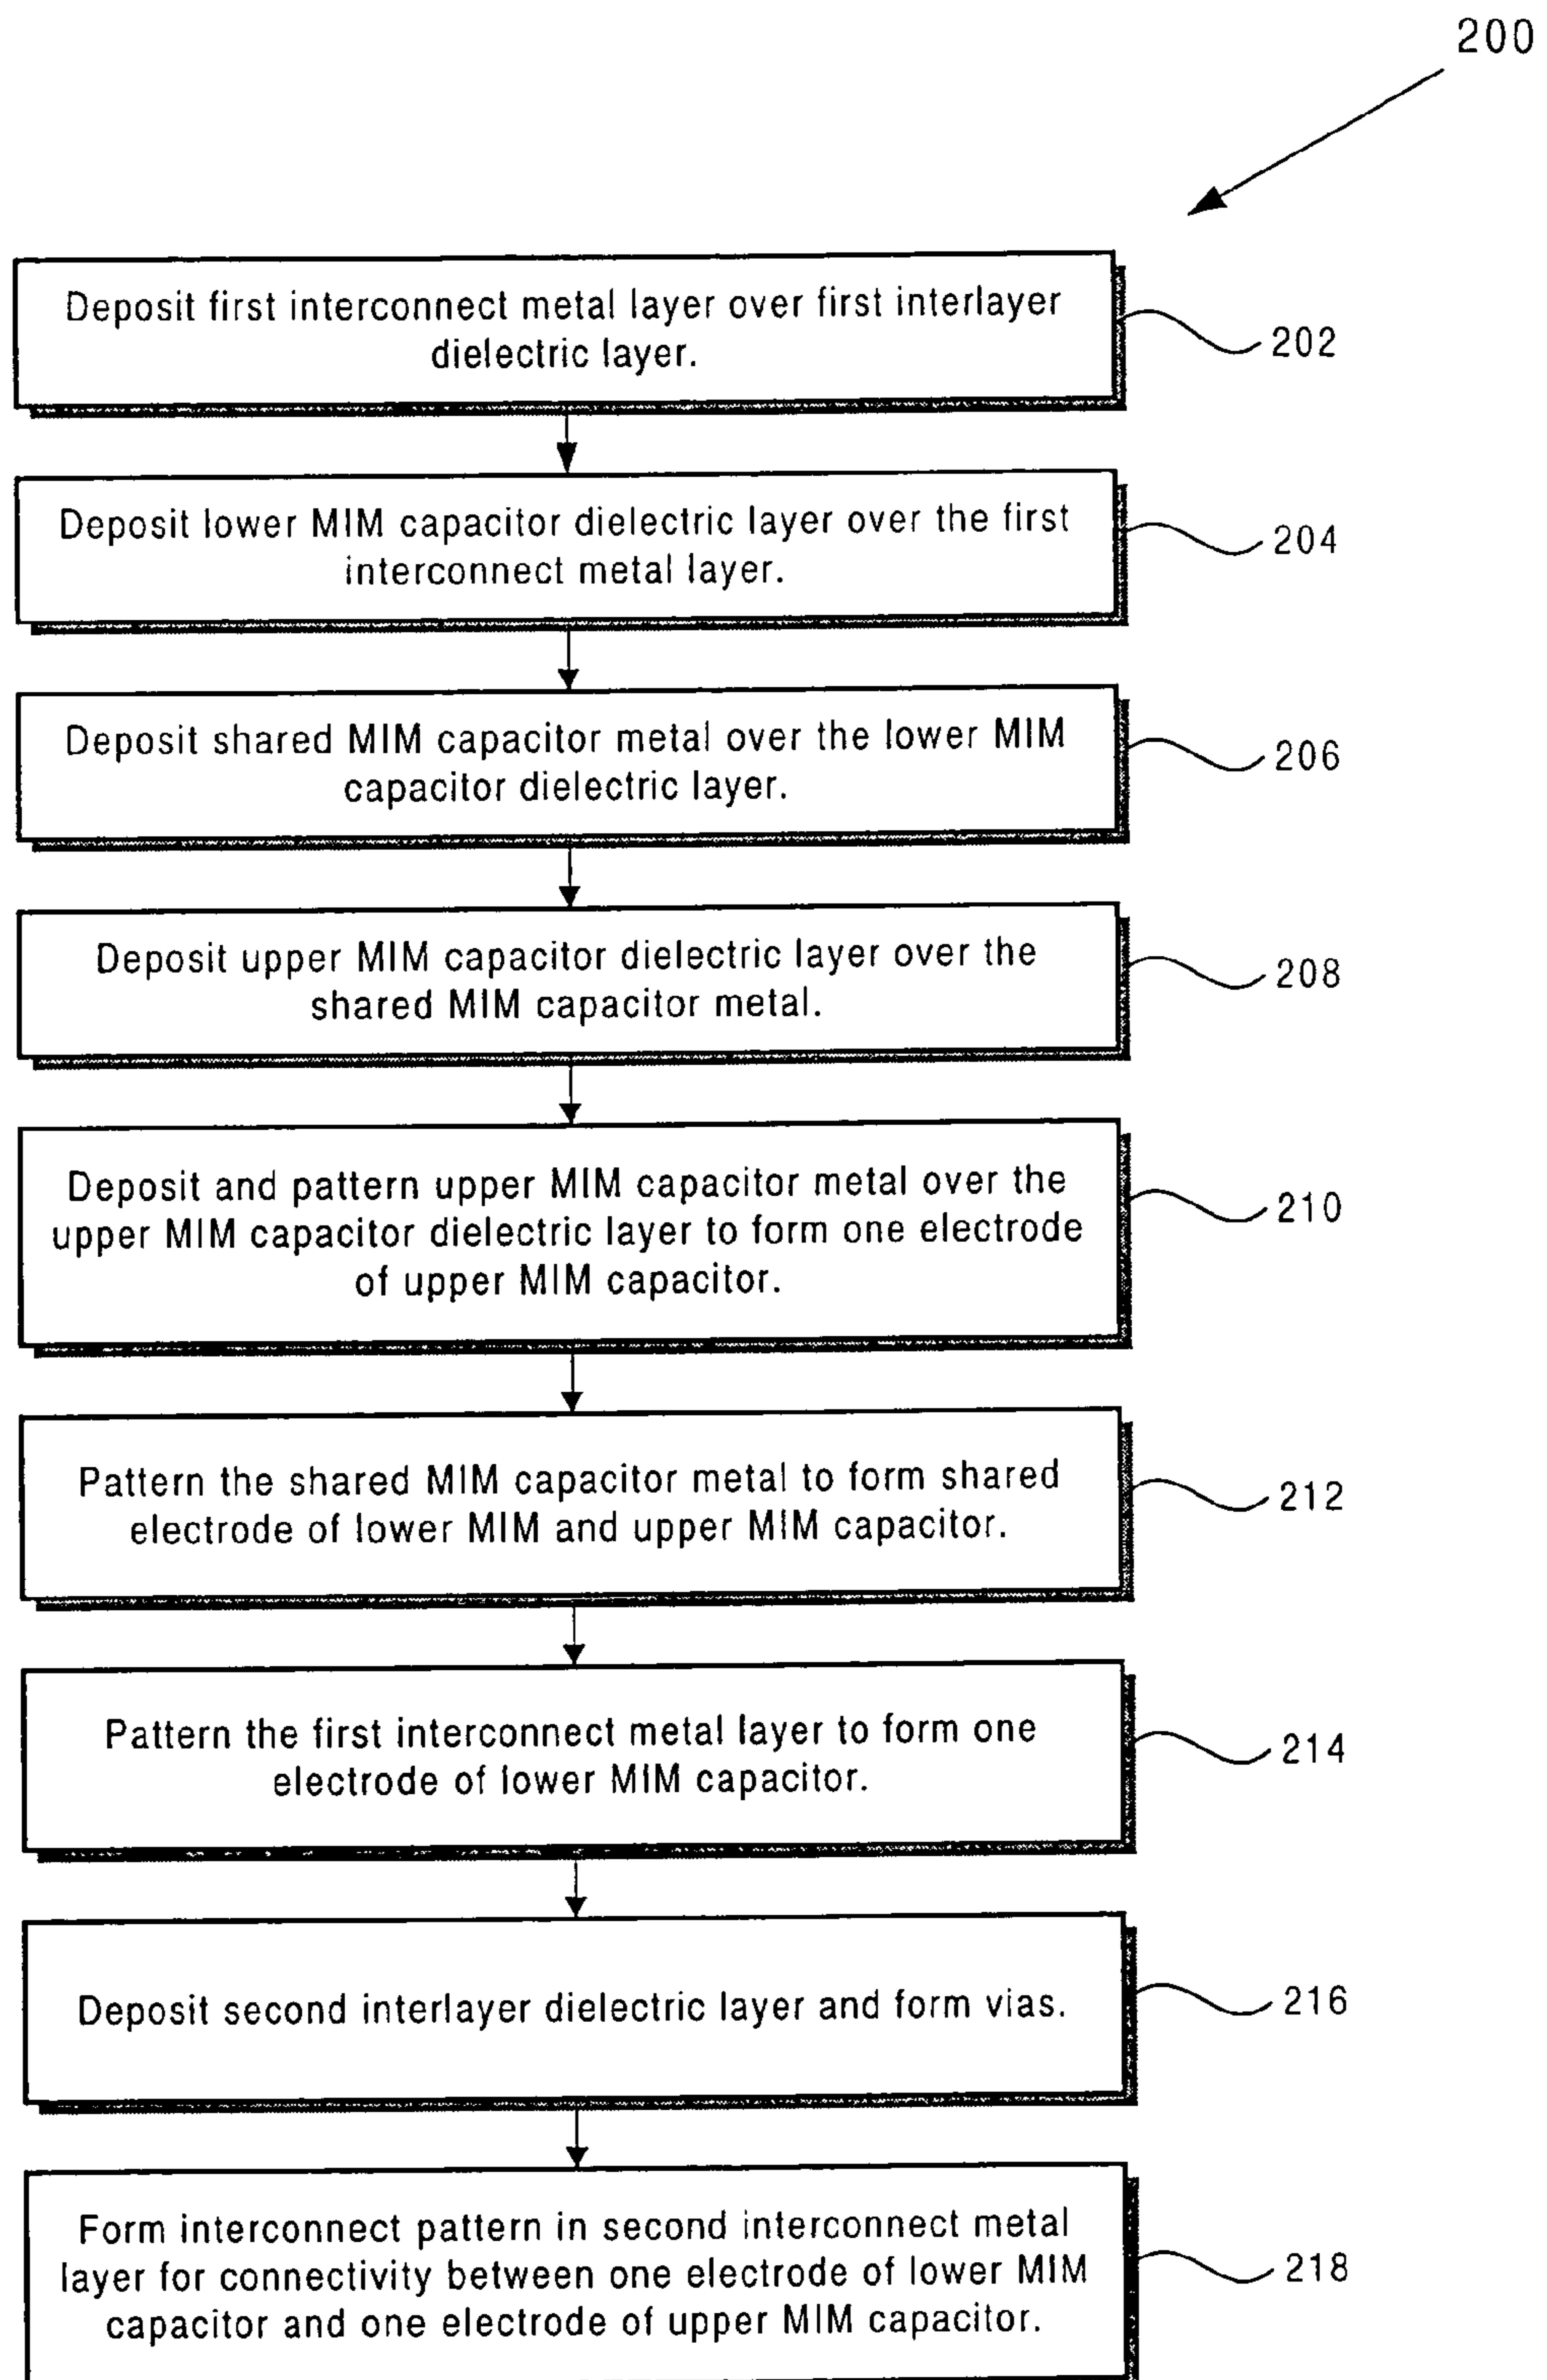 200
Deposit first interconnect metal layer over first interlayer
dielectric layer.
202
Deposit lower MIM capacitor dielectric layer over the first
interconnect metal layer.
204
Deposit shared MIM capacitor metal over the lower MIM
capacitor dielectric layer.
206
Deposit upper MIM capacitor dielectric layer over the
shared MIM capacitor metal.
208
Deposit and pattern upper MIM capacitor metal over the
upper MIM capacitor dielectric layer to form one electrode
of upper MIM capacitor.
210
Pattern the shared MIM capacitor metal to form shared
electrode of lower MIM and upper MIM capacitor.
212
Pattern the first interconnect metal layer to form one
electrode of lower MIM capacitor.
214
Deposit second interlayer dielectric layer and form vias.
216
Form interconnect pattern in second interconnect metal
layer for connectivity between one electrode of lower MIM
capacitor and one electrode of upper MIM capacitor.
218